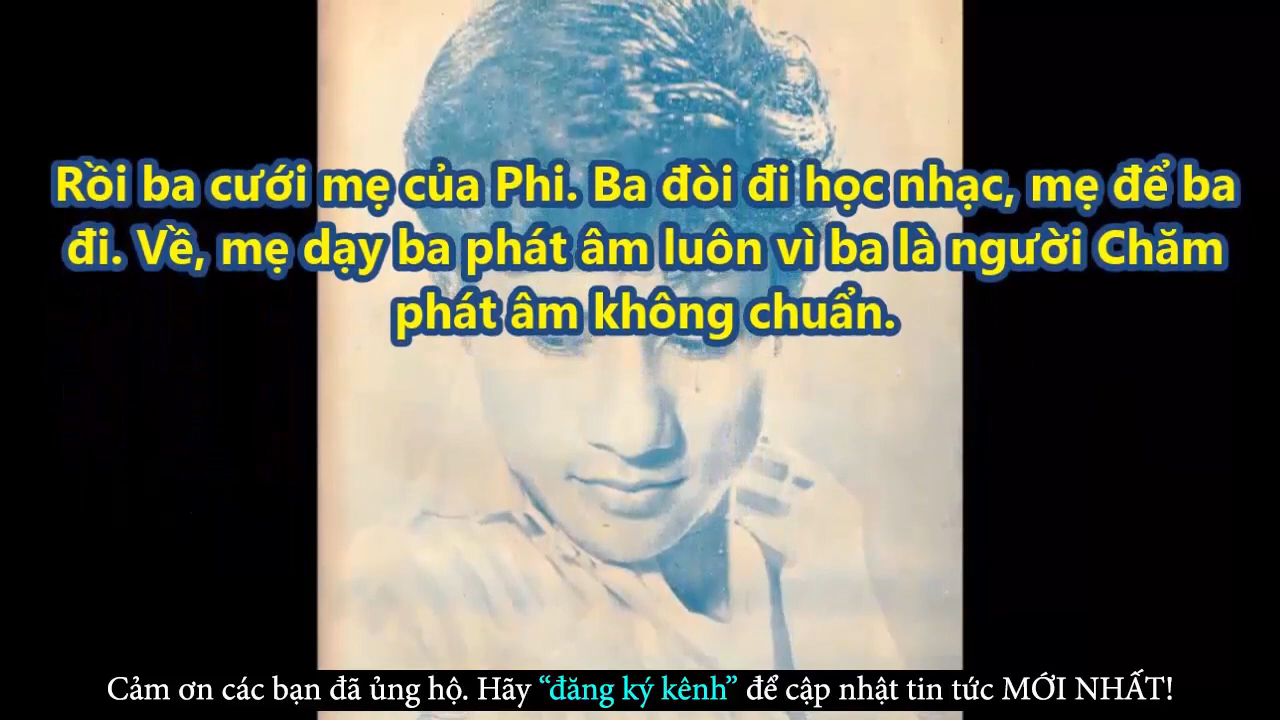 Rồi ba cưới mẹ của Phi. Ba đòi đi học nhạc, mẹ để ba
đi. Về, mẹ dạy ba phát âm luôn vì ba là người Chăm
phát âm không chuẩn.
Cảm ơn các bạn đã ủng hộ. Hãy “đăng ký kênh” để cập nhật tin tức MỚI NHẤT!